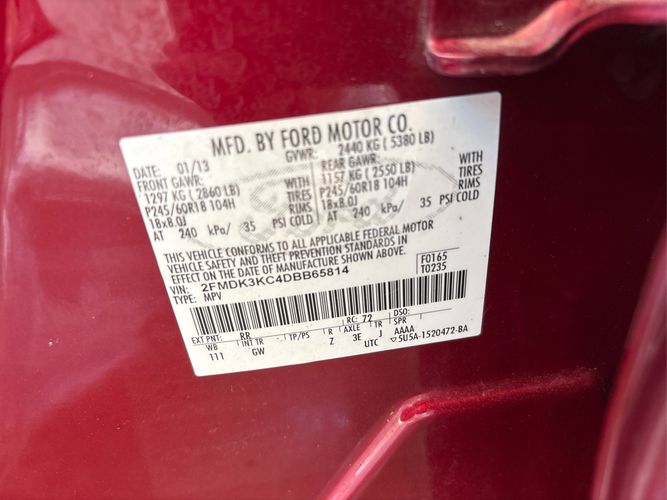 MFD. BY FORD MOTOR CO.
DATE: 01/13 GVWR: 2440 KG ( 5380 LB)
FRONT GAWR: REAR GAWR:
1297 KG ( 2860 LB) WITH 1157 KG ( 2550 LB) WITH
P245/60R18 104H TIRES P245/60R18 104H TIRES
18x8.0J RIMS 18x8.0J RIMS
AT 240 kPa/ 35 PSI COLD AT 240 kPa/ 35 PSI COLD
THIS VEHICLE CONFORMS TO ALL APPLICABLE FEDERAL MOTOR
VEHICLE SAFETY AND THEFT PREVENTION STANDARDS IN
EFFECT ON THE DATE OF MANUFACTURE SHOWN ABOVE.
VIN: 2FMDK3KC4DBB65814 F0165
TYPE: MPV T0235
EXT PNT: RR RC: 72 DSO:
WB INT TR TP/PS R AXLE TR SPR
111 GW Z 3E J AAAA
UTC 5U5A-1520472-BA